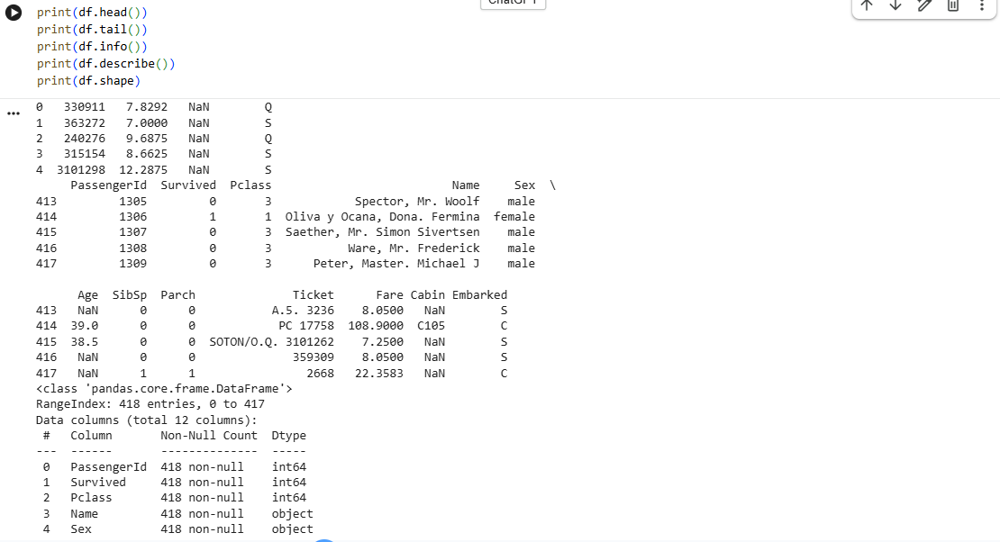 ChatGPT
print(df.head())
print(df.tail())
print(df.info())
print(df.describe())
print(df.shape)
0   330911   7.8292   NaN        Q
1   363272   7.0000   NaN        S
2   240276   9.6875   NaN        Q
3   315154   8.6625   NaN        S
4  3101298  12.2875   NaN        S
     PassengerId  Survived  Pclass                          Name     Sex  \
413         1305         0       3            Spector, Mr. Woolf    male
414         1306         1       1  Oliva y Ocana, Dona. Fermina  female
415         1307         0       3  Saether, Mr. Simon Sivertsen    male
416         1308         0       3           Ware, Mr. Frederick    male
417         1309         0       3      Peter, Master. Michael J    male
      Age  SibSp  Parch              Ticket      Fare Cabin Embarked
413   NaN      0      0           A.5. 3236    8.0500   NaN        S
414  39.0      0      0            PC 17758  108.9000  C105        C
415  38.5      0      0  SOTON/O.Q. 3101262    7.2500   NaN        S
416   NaN      0      0              359309    8.0500   NaN        S
417   NaN      1      1                2668   22.3583   NaN        C
<class 'pandas.core.frame.DataFrame'>
RangeIndex: 418 entries, 0 to 417
Data columns (total 12 columns):
 #   Column       Non-Null Count  Dtype
---  ------       --------------  -----
 0   PassengerId  418 non-null    int64
 1   Survived     418 non-null    int64
 2   Pclass       418 non-null    int64
 3   Name         418 non-null    object
 4   Sex          418 non-null    object